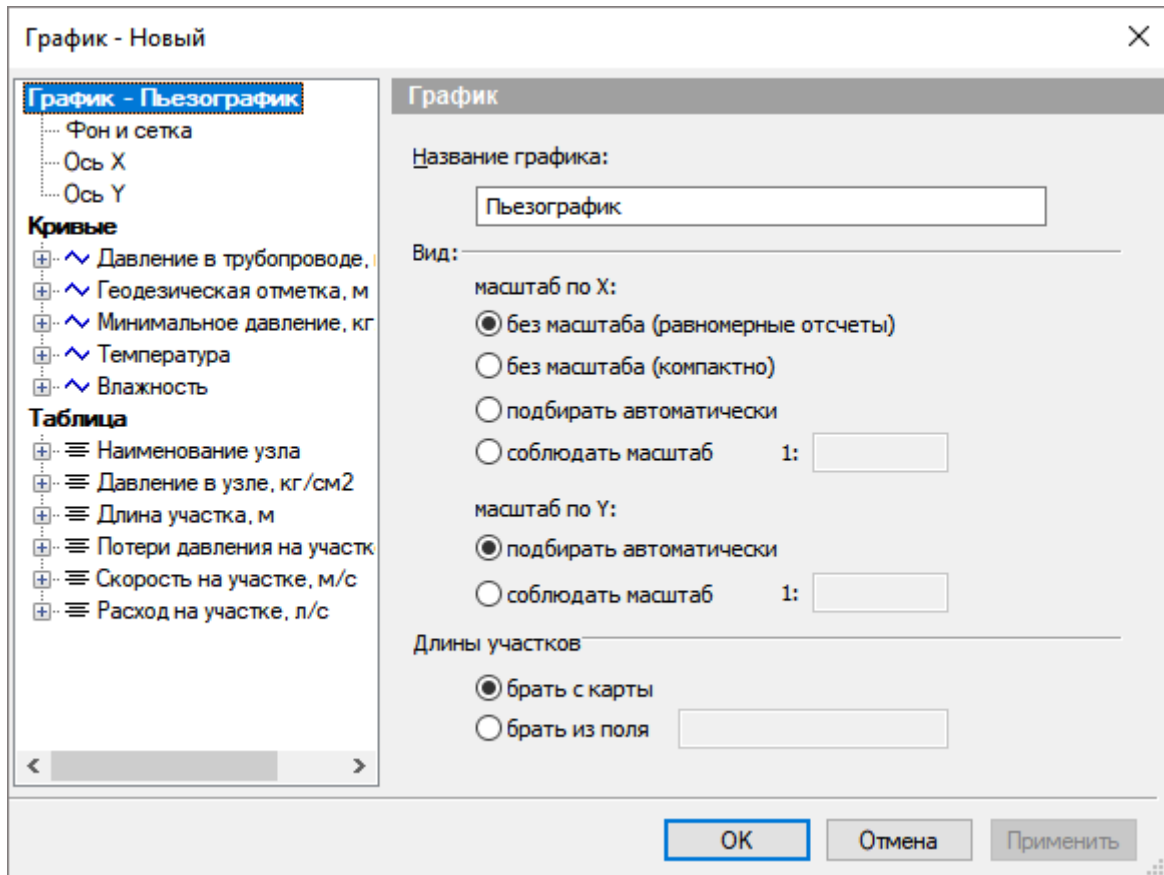 График - Новый
График - Пьезографик
Фон и сетка
Ось X
Ось Y
Кривые
Давление в трубопроводе,
Геодезическая отметка, м
Минимальное давление, кг
Температура
Влажность
Таблица
Наименование узла
Давление в узле, кг/см2
Длина участка, м
Потери давления на участк
Скорость на участке, м/с
Расход на участке, л/с
График
Название графика:
Пьезографик
Вид:
масштаб по X:
без масштаба (равномерные отсчеты)
без масштаба (компактно)
подбирать автоматически
соблюдать масштаб 1:
масштаб по Y:
подбирать автоматически
соблюдать масштаб 1:
Длины участков
брать с карты
брать из поля
OK Отмена Применить